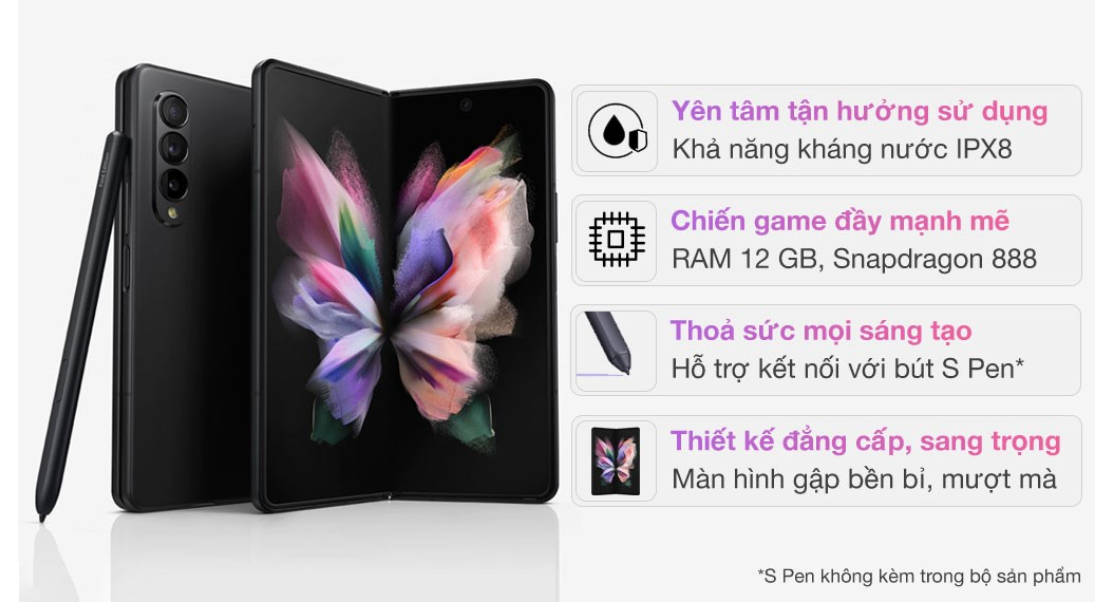 Yên tâm tận hưởng sử dụng
Khả năng kháng nước IPX8
Chiến game đầy mạnh mẽ
RAM 12 GB, Snapdragon 888
Thoả sức mọi sáng tạo
Hỗ trợ kết nối với bút S Pen*
Thiết kế đẳng cấp, sang trọng
Màn hình gập bền bỉ, mượt mà
*S Pen không kèm trong bộ sản phẩm